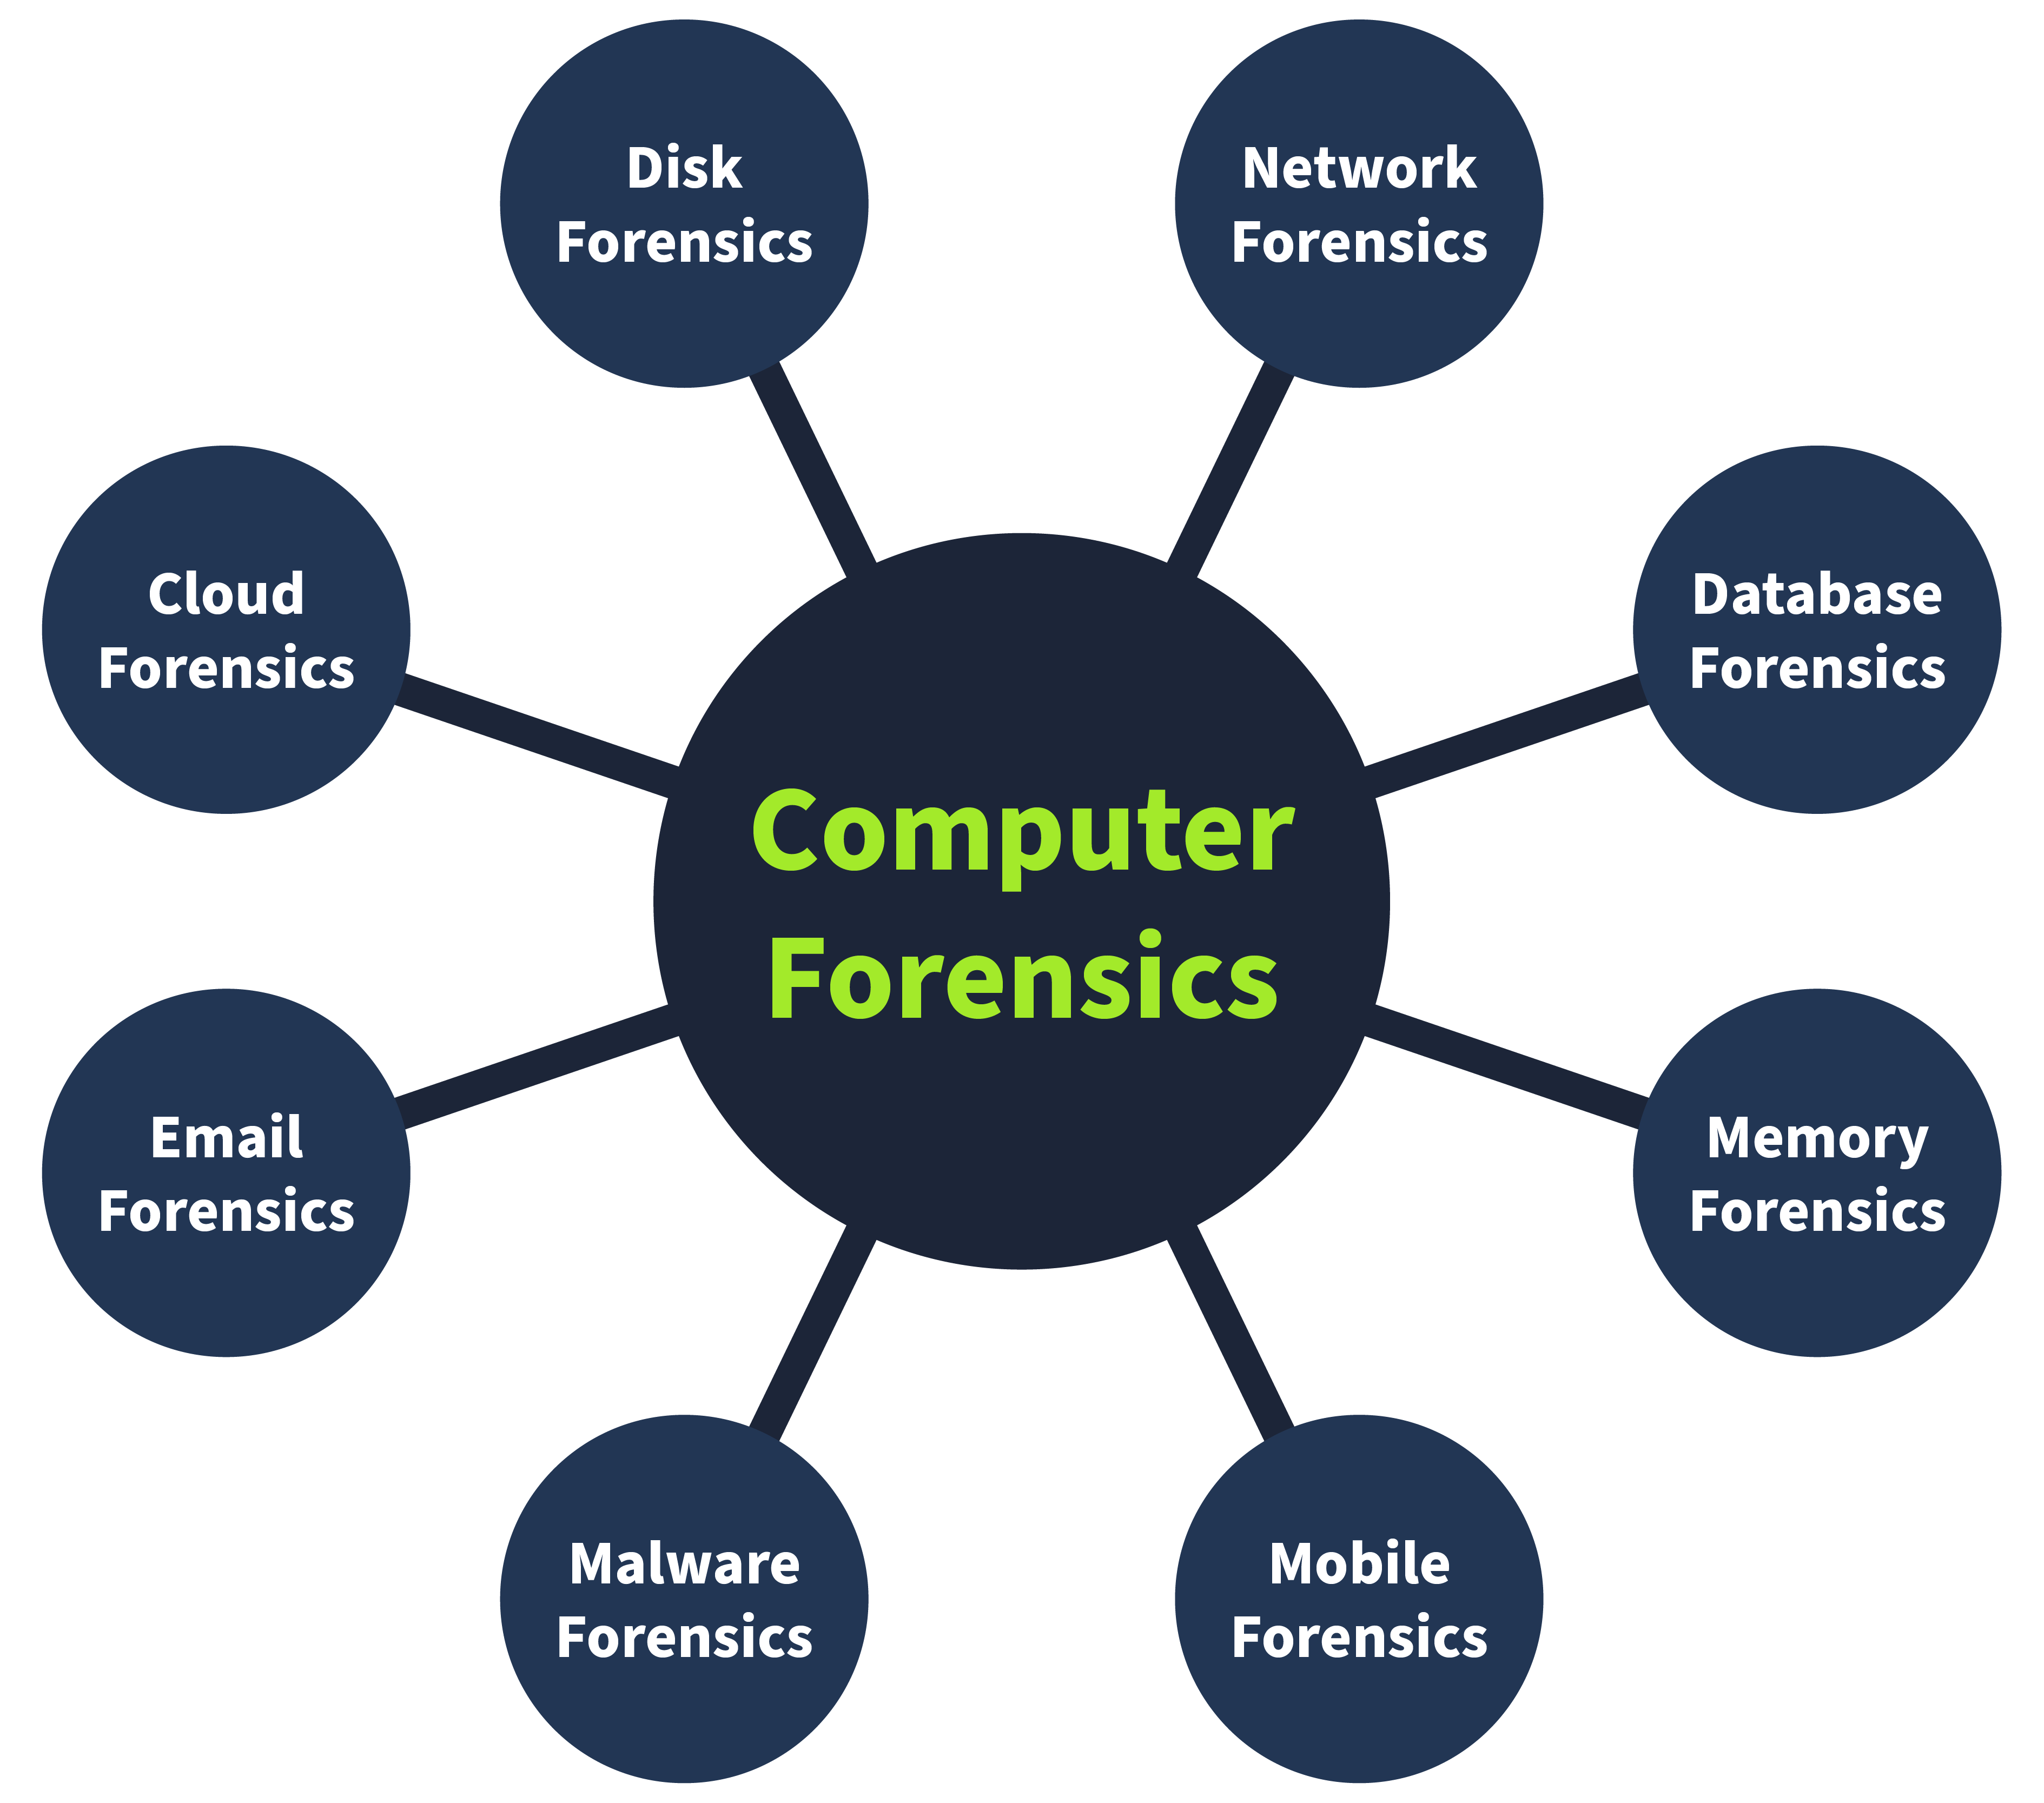 Disk
Forensics
Network
Forensics
Cloud
Forensics
Database
Forensics
Computer
Forensics
Email
Forensics
Memory
Forensics
Malware
Forensics
Mobile
Forensics